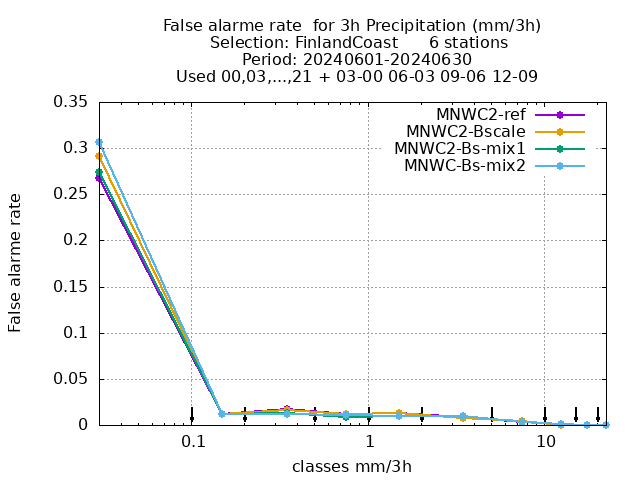 False alarme rate  for 3h Precipitation (mm/3h)
Selection: FinlandCoast      6 stations
Period: 20240601-20240630
Used 00,03,...,21 + 03-00 06-03 09-06 12-09
MNWC2-ref
MNWC2-Bscale
MNWC2-Bs-mix1
MNWC-Bs-mix2
False alarme rate
0.35
0.3
0.25
0.2
0.15
0.1
0.05
0
0.1
1
10
classes mm/3h